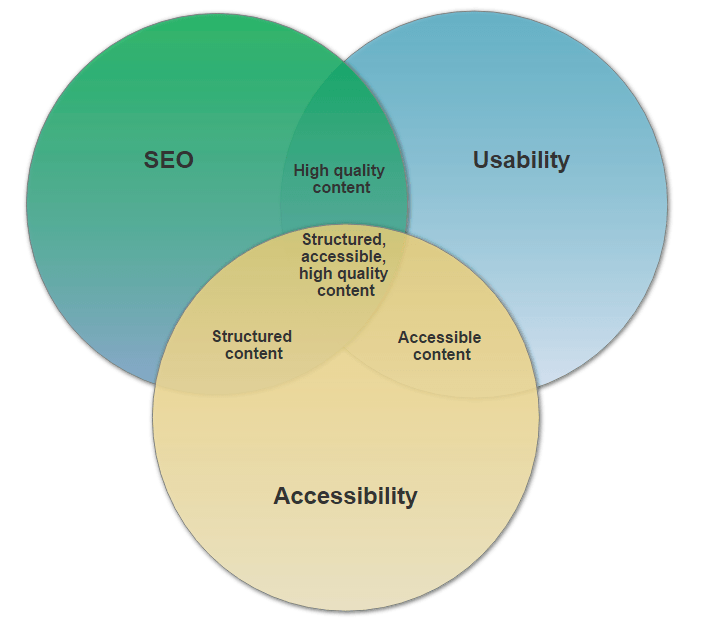 SEO
Usability
High quality
content
Structured,
accessible,
high quality
content
Structured
content
Accessible
content
Accessibility